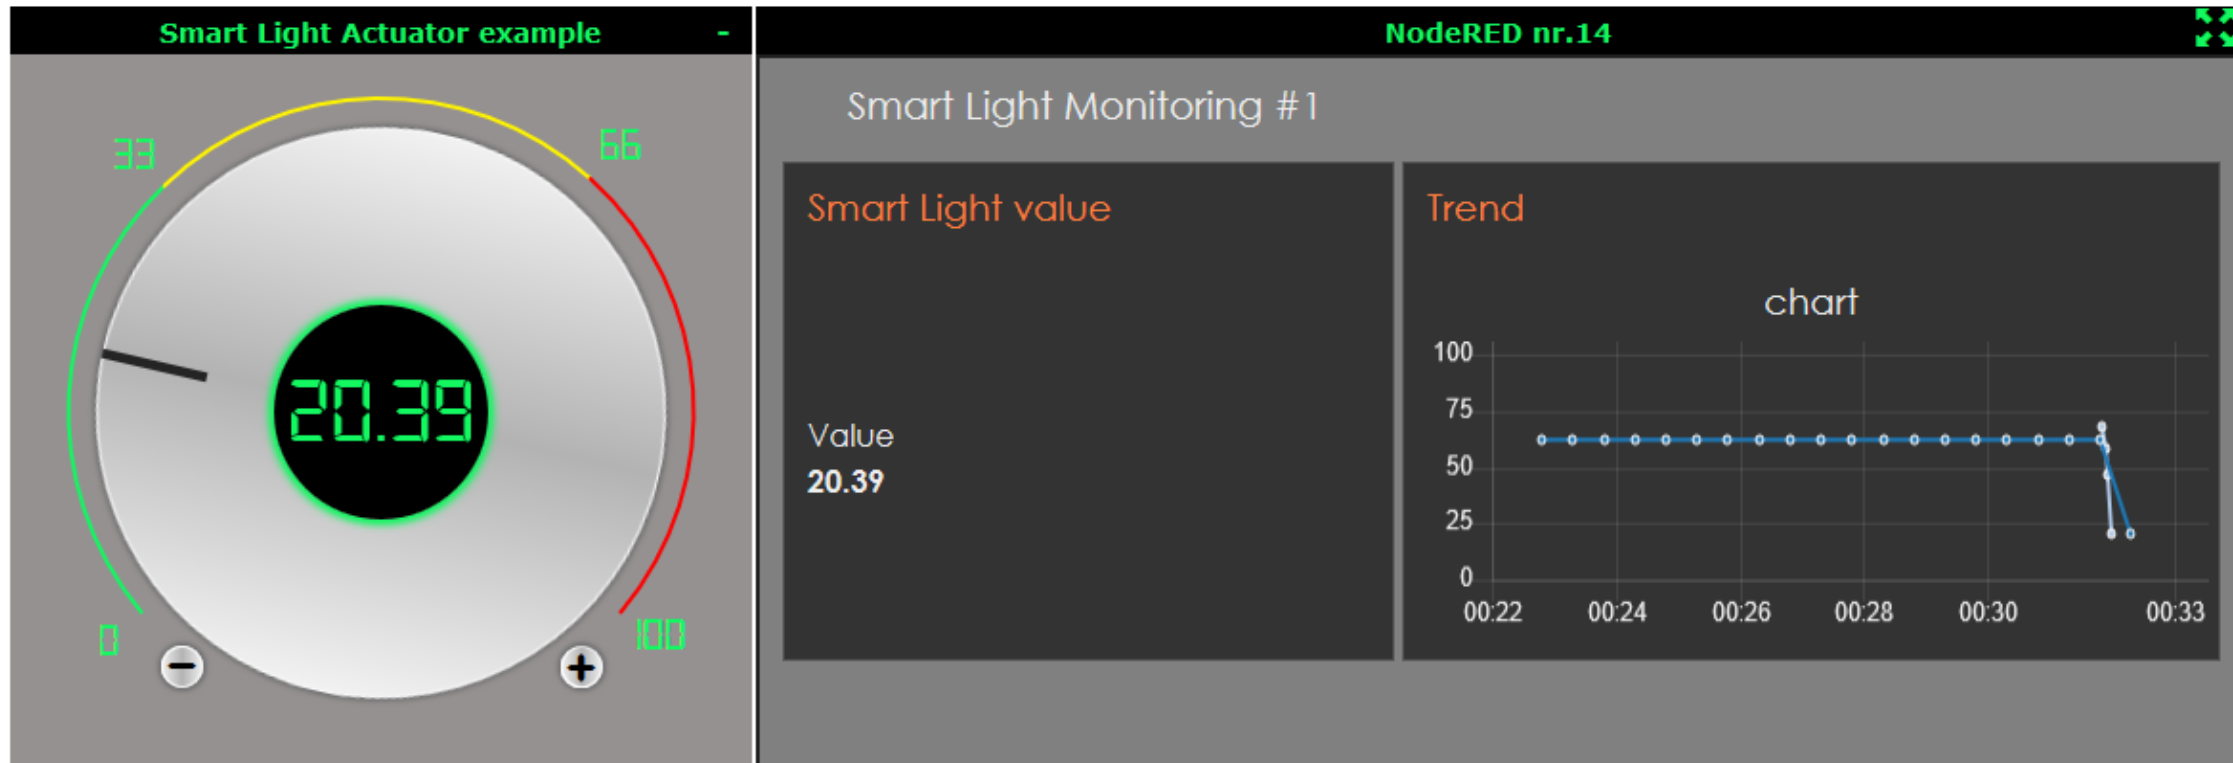 Smart Light Actuator example
-
33
66
20.39
0
100
NodeRED nr.14
Smart Light Monitoring #1
Smart Light value
Value
20.39
Trend
chart
100
75
50
25
0
00:22 00:24 00:26 00:28 00:30 00:33